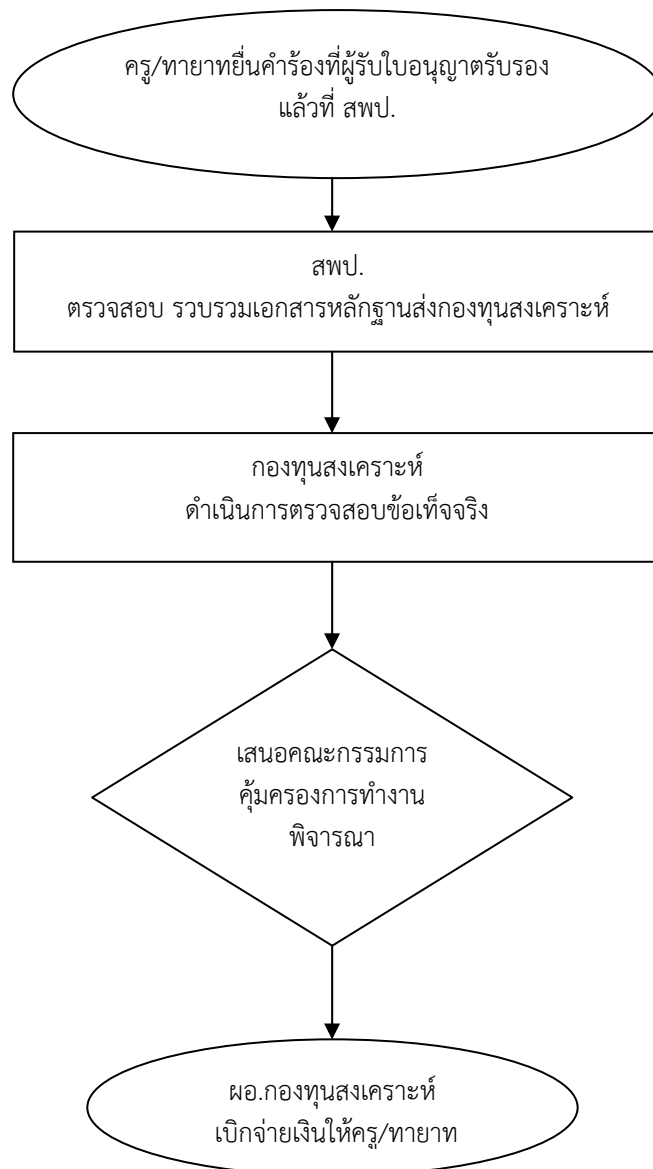 ครู/ทายาทยื่นคำร้องที่ผู้รับใบอนุญาตรับรอง
แล้วที่ สพป.
สพป.
ตรวจสอบ รวบรวมเอกสารหลักฐานส่งกองทุนสงเคราะห์
กองทุนสงเคราะห์
ดำเนินการตรวจสอบข้อเท็จจริง
เสนอคณะกรรมการ
คุ้มครองการทำงาน
พิจารณา
ผอ.กองทุนสงเคราะห์
เบิกจ่ายเงินให้ครู/ทายาท